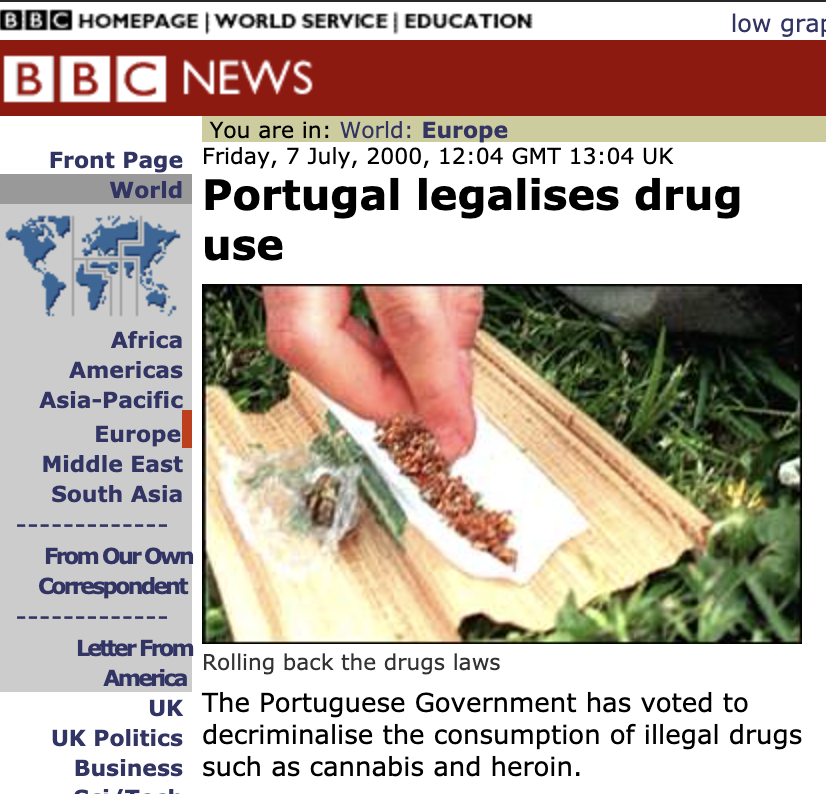 BBC HOMEPAGE | WORLD SERVICE | EDUCATION
low grap
BBC NEWS
You are in: World: Europe
Front Page
World
Africa
Americas
Asia-Pacific
Europe
Middle East
South Asia
-------------
From Our Own
Correspondent
-------------
Letter From
America
UK
UK Politics
Business
Sci/Tech
Friday, 7 July, 2000, 12:04 GMT 13:04 UK
Portugal legalises drug
use
Rolling back the drugs laws
The Portuguese Government has voted to
decriminalise the consumption of illegal drugs
such as cannabis and heroin.